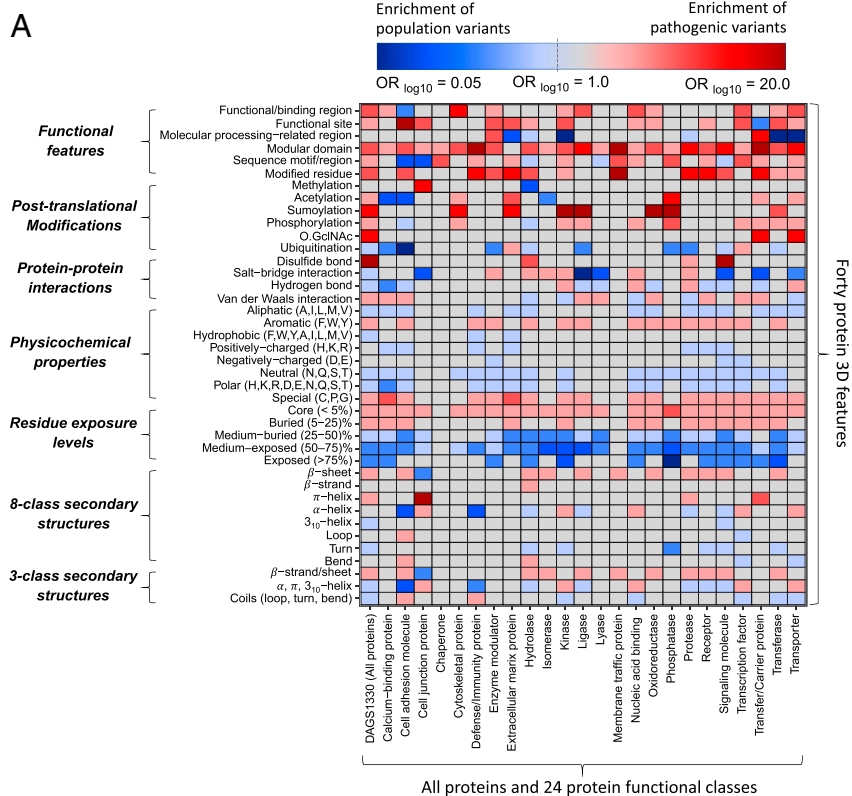 A
Enrichment of
population variants
Enrichment of
pathogenic variants
OR log10 = 0.05
OR log10 = 1.0
OR log10 = 20.0
Functional
features
Functional/binding region
Functional site
Molecular processing−related region
Modular domain
Sequence motif/region
Modified residue
Post-translational
Modifications
Methylation
Acetylation
Sumoylation
Phosphorylation
O.GclNAc
Ubiquitination
Protein-protein
interactions
Disulfide bond
Salt−bridge interaction
Hydrogen bond
Van der Waals interaction
Physicochemical
properties
Aliphatic (A,I,L,M,V)
Aromatic (F,W,Y)
Hydrophobic (F,W,Y,A,I,L,M,V)
Positively−charged (H,K,R)
Negatively−charged (D,E)
Neutral (N,Q,S,T)
Polar (H,K,R,D,E,N,Q,S,T)
Special (C,P,G)
Residue exposure
levels
Core (< 5%)
Buried (5−25)%
Medium−buried (25−50)%
Medium−exposed (50−75)%
Exposed (>75%)
8-class secondary
structures
β−sheet
β−strand
π−helix
α−helix
3₁₀−helix
Loop
Turn
Bend
3-class secondary
structures
β−strand/sheet
α, π, 3₁₀−helix
Coils (loop, turn, bend)
Forty protein 3D features
DAGS1330 (All proteins)
Calcium−binding protein
Cell adhesion molecule
Cell junction protein
Chaperone
Cytoskeletal protein
Defense/Immunity protein
Enzyme modulator
Extracellular marix protein
Hydrolase
Isomerase
Kinase
Ligase
Lyase
Membrane traffic protein
Nucleic acid binding
Oxidoreductase
Phosphatase
Protease
Receptor
Signaling molecule
Transcription factor
Transfer/Carrier protein
Transferase
Transporter
All proteins and 24 protein functional classes